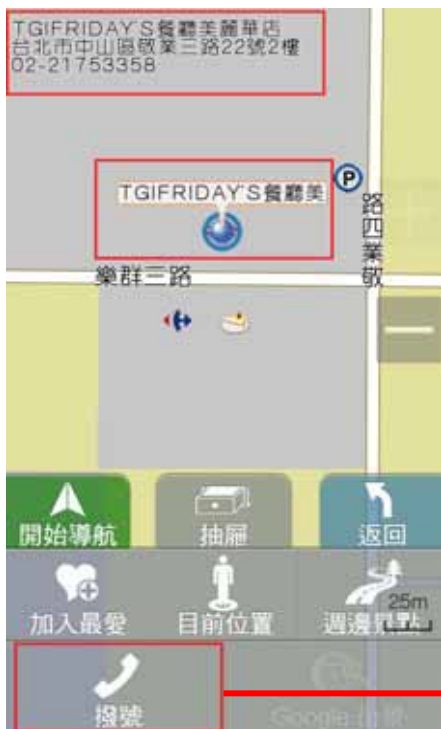 TGIFRIDAY'S餐廳美麗華店
台北市中山區敬業三路22號2樓
02-21753358
P
TGIFRIDAY'S餐廳美
路四業敬
樂群三路
開始導航
抽屜
返回
加入最愛
目前位置
週邊景點
25m
撥號
Google